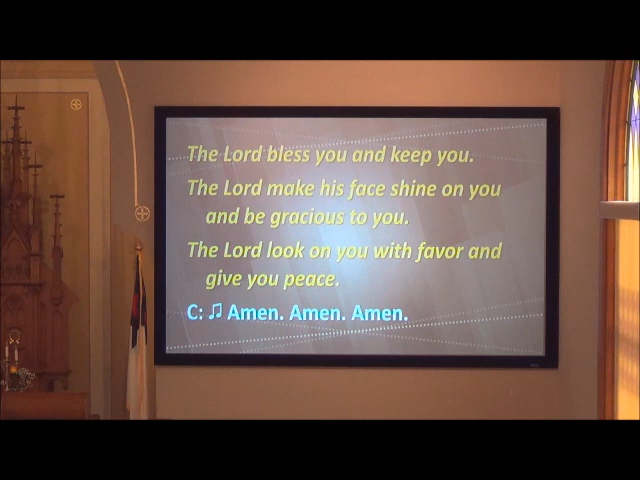 The Lord bless you and keep you.
The Lord make his face shine on you
and be gracious to you.
The Lord look on you with favor and
give you peace.
C: ♫ Amen. Amen. Amen.